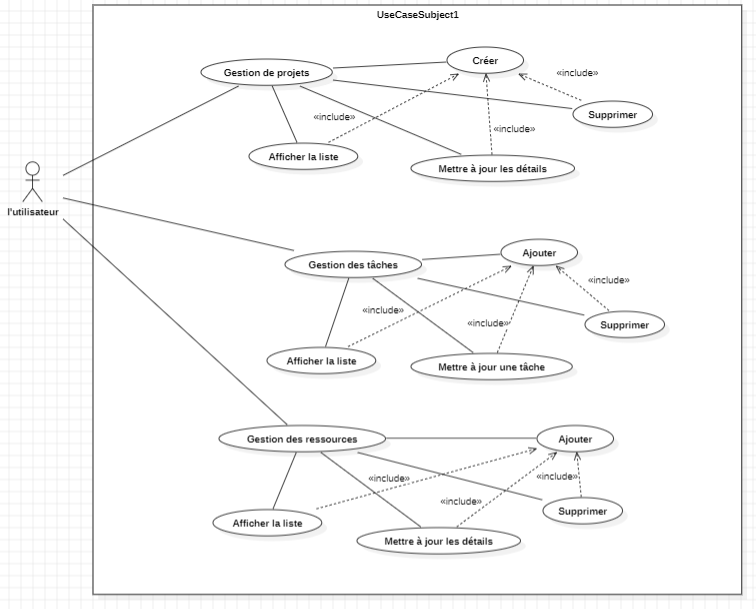 UseCaseSubject1
Créer
Gestion de projets
«include»
Supprimer
«include»
«include»
Afficher la liste
Mettre à jour les détails
l'utilisateur
Ajouter
Gestion des tâches
«include»
«include»
«include»
Supprimer
Afficher la liste
Mettre à jour une tâche
Gestion des ressources
Ajouter
«include»
«include»
«include»
Supprimer
Afficher la liste
Mettre à jour les détails